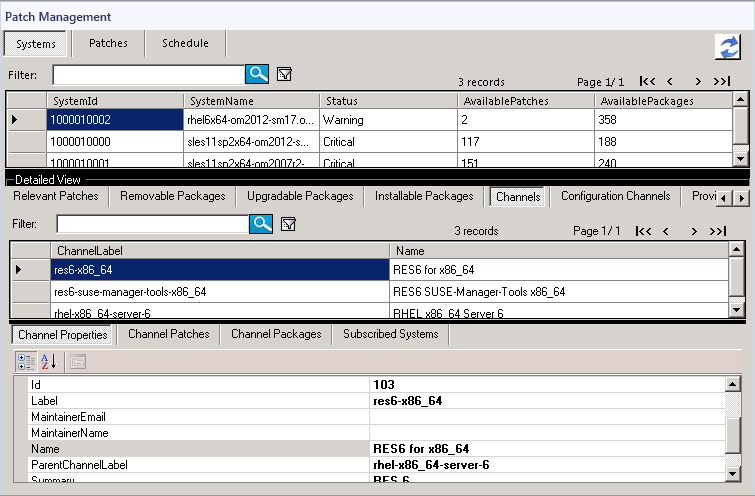 Patch Management
Systems Patches Schedule
Filter: 3 records Page 1/ 1 |<< < > >>|
SystemId SystemName Status AvailablePatches AvailablePackages
1000010002 rhel6x64-om2012-sm17.o... Warning 2 358
1000010000 sles11sp2x64-om2012-s... Critical 117 188
1000010001 sles11sp2x64-om2007r2- Critical 151 240
Detailed View
Relevant Patches Removable Packages Upgradable Packages Installable Packages Channels Configuration Channels Provi
Filter: 3 records Page 1/ 1 |<< < > >>|
ChannelLabel Name
res6-x86_64 RES6 for x86_64
res6-suse-manager-tools-x86_64 RES6 SUSE-Manager-Tools x86_64
rhel-x86_64-server-6 RHEL x86_64 Server 6
Channel Properties Channel Patches Channel Packages Subscribed Systems
A
Z
Id 103
Label res6-x86_64
MaintainerEmail
MaintainerName
Name RES6 for x86_64
ParentChannelLabel rhel-x86_64-server-6
Summary RES 6